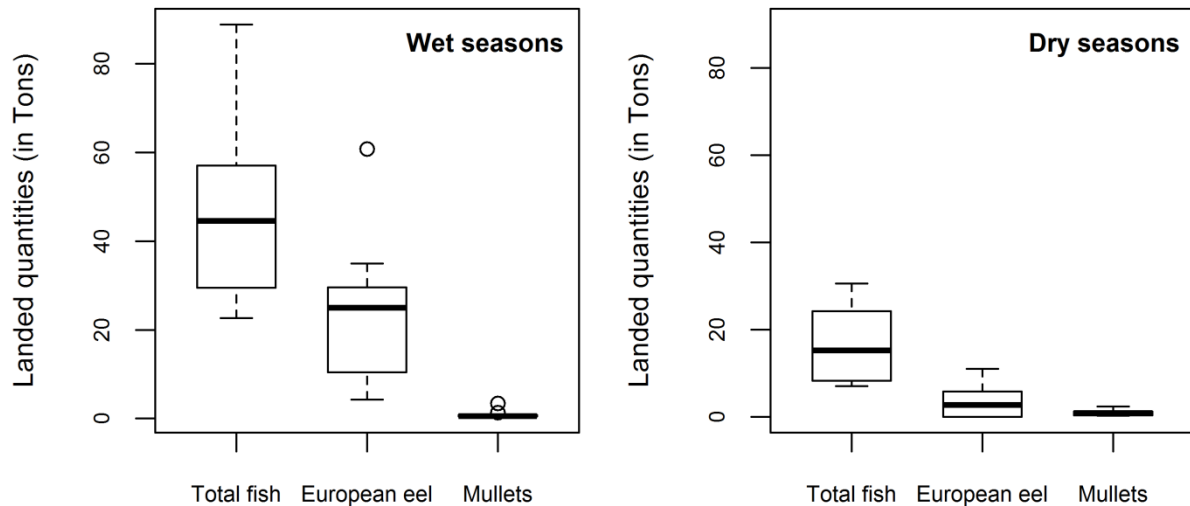 Wet seasons
Landed quantities (in Tons)
80
60
40
20
0
Total fish European eel Mullets
Dry seasons
Landed quantities (in Tons)
80
60
40
20
0
Total fish European eel Mullets